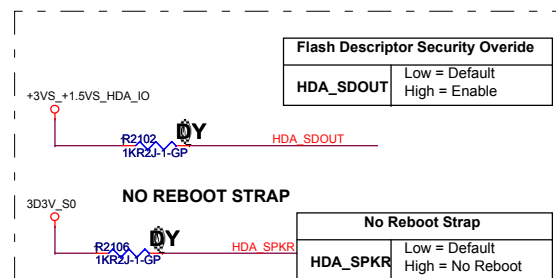 Flash Descriptor Security Overide
HDA_SDOUT
Low = Default
High = Enable
+3VS_+1.5VS_HDA_IO
R2102
DY
1KR2J-1-GP
HDA_SDOUT
NO REBOOT STRAP
3D3V_S0
R2106
DY
1KR2J-1-GP
HDA_SPKR
No Reboot Strap
HDA_SPKR
Low = Default
High = No Reboot